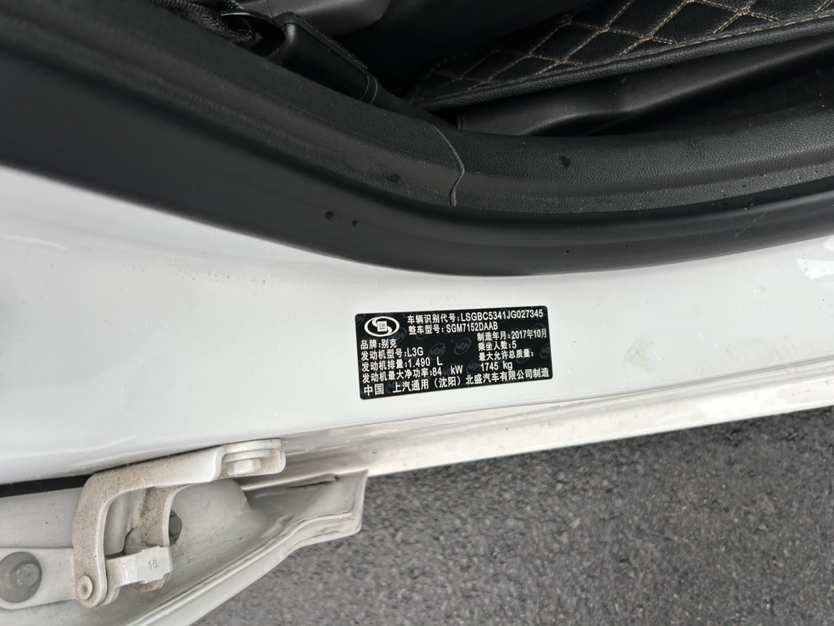 车辆识别代号:LSGBC5341JG027345
整车型号:SGM7152DAAB
品牌:别克 制造年月:2017年10月
发动机型号:L3G 乘坐人数:5
发动机排量:1.490 L 最大允许总质量:
发动机最大净功率:84 kW 1745 kg
中国 上汽通用(沈阳)北盛汽车有限公司制造
18